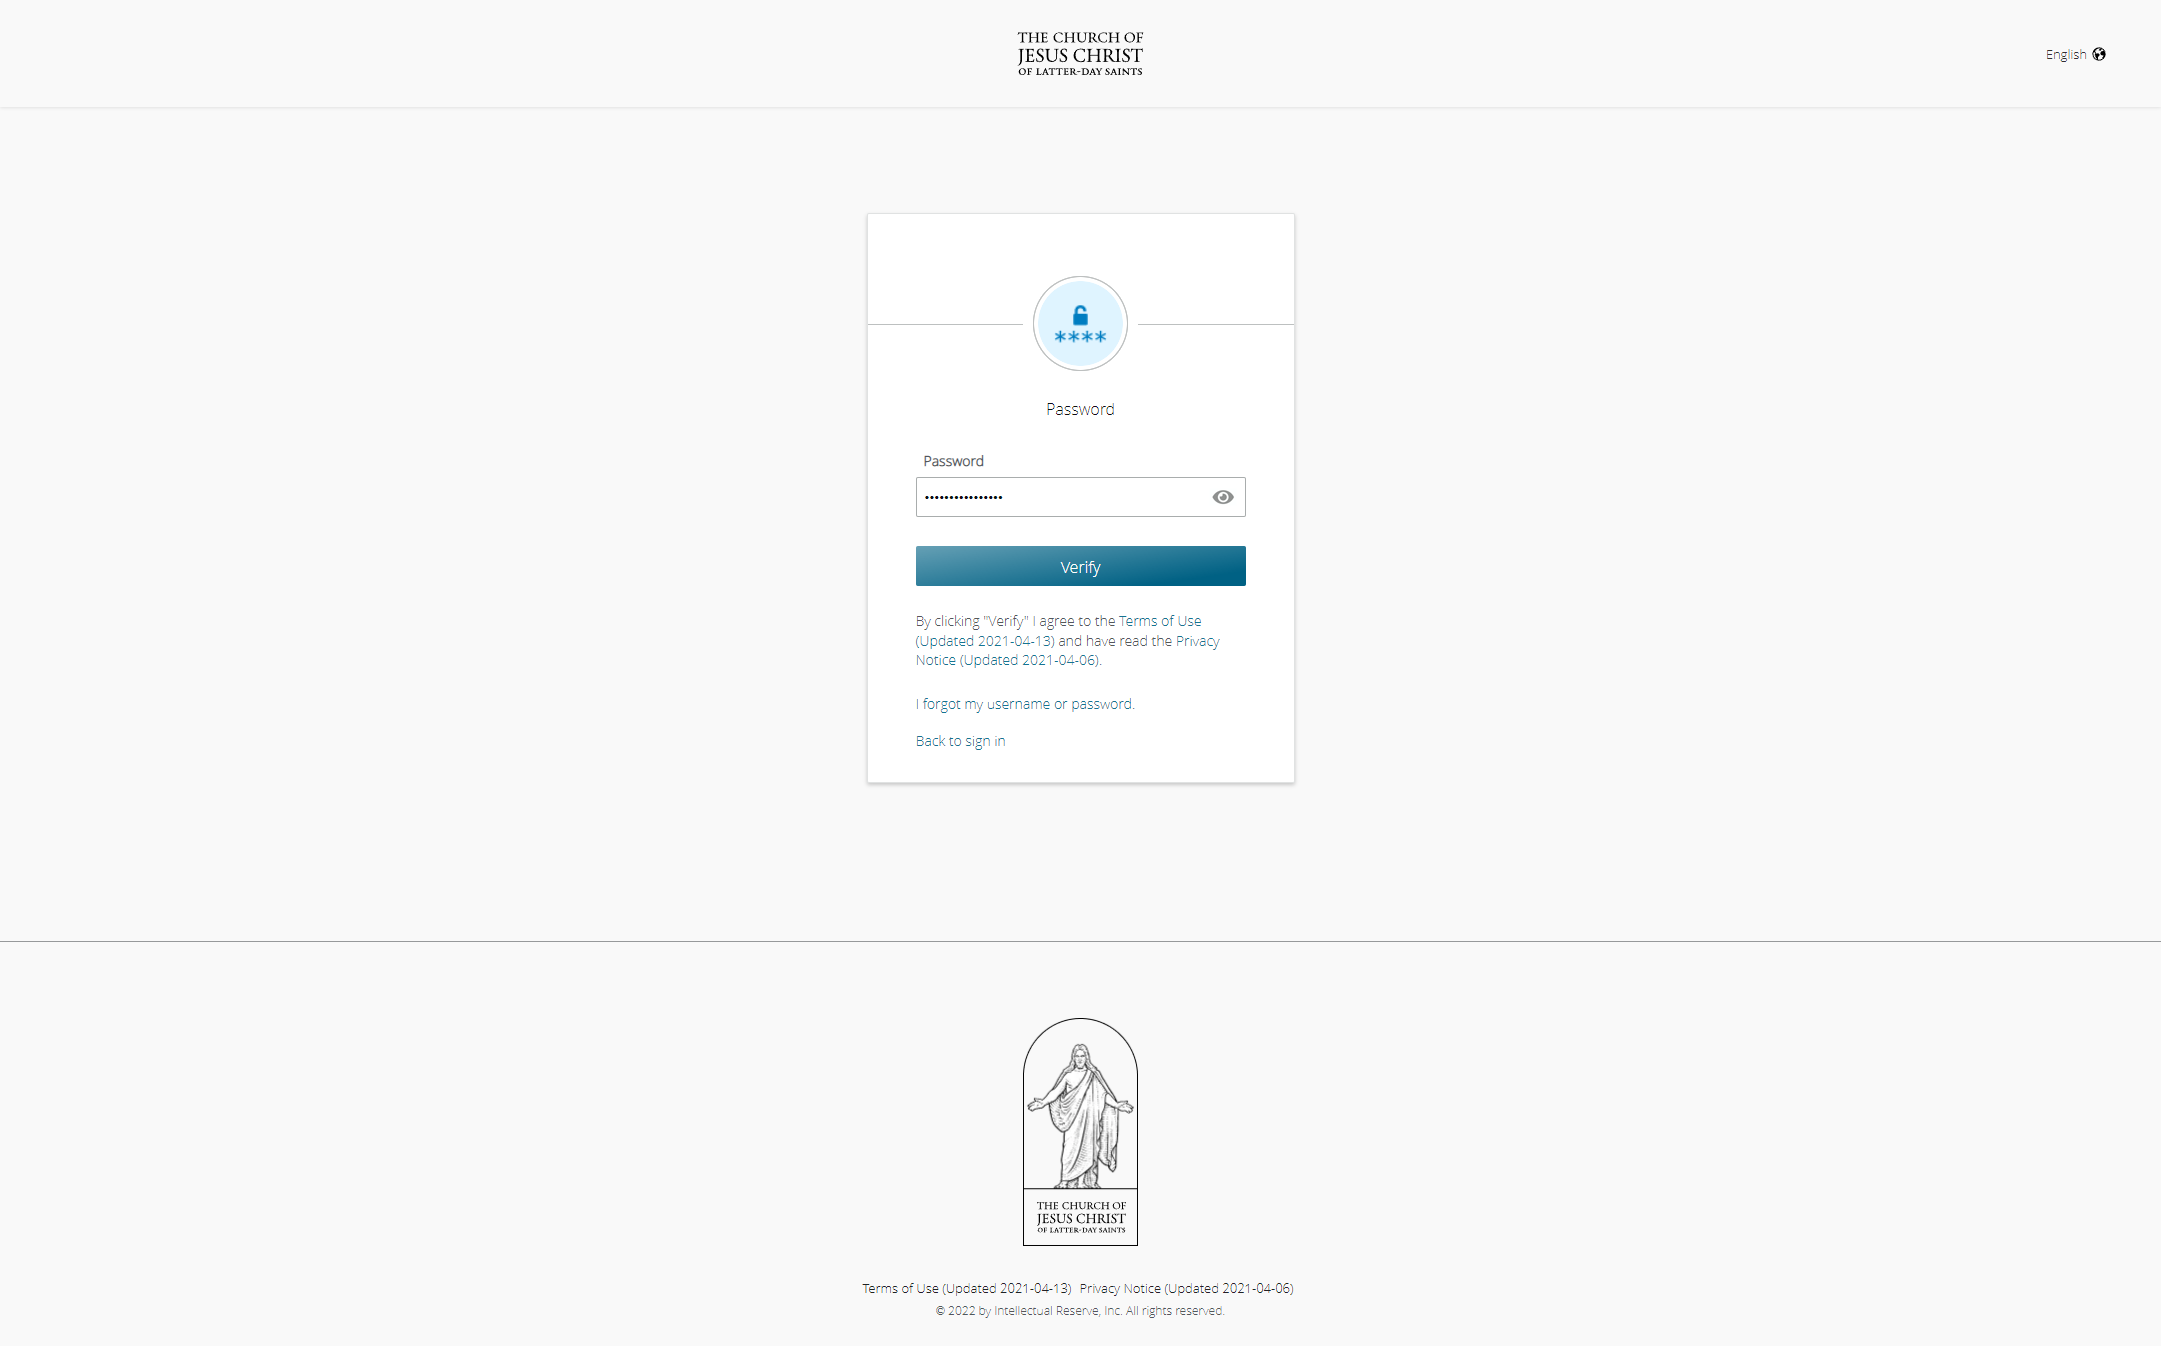 THE CHURCH OF
JESUS CHRIST
OF LATTER-DAY SAINTS
English
****
Password
Password
••••••••••••••••
Verify
By clicking "Verify" I agree to the Terms of Use
(Updated 2021-04-13) and have read the Privacy
Notice (Updated 2021-04-06).
I forgot my username or password.
Back to sign in
THE CHURCH OF
JESUS CHRIST
OF LATTER-DAY SAINTS
Terms of Use (Updated 2021-04-13) Privacy Notice (Updated 2021-04-06)
© 2022 by Intellectual Reserve, Inc. All rights reserved.